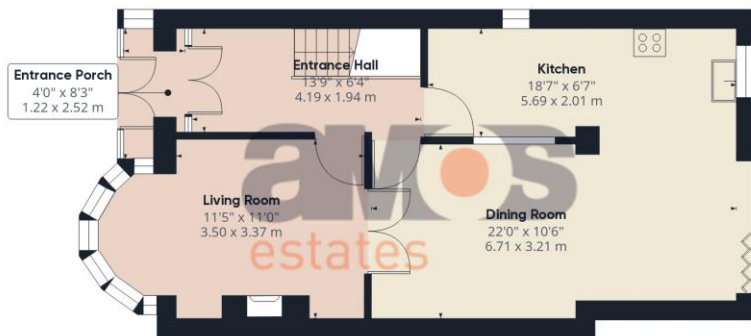 Entrance Porch
4'0" x 8'3"
1.22 x 2.52 m
Entrance Hall
13'9" x 6'4"
4.19 x 1.94 m
Kitchen
18'7" x 6'7"
5.69 x 2.01 m
Living Room
11'5" x 11'0"
3.50 x 3.37 m
Dining Room
22'0" x 10'6"
6.71 x 3.21 m
amos
estates